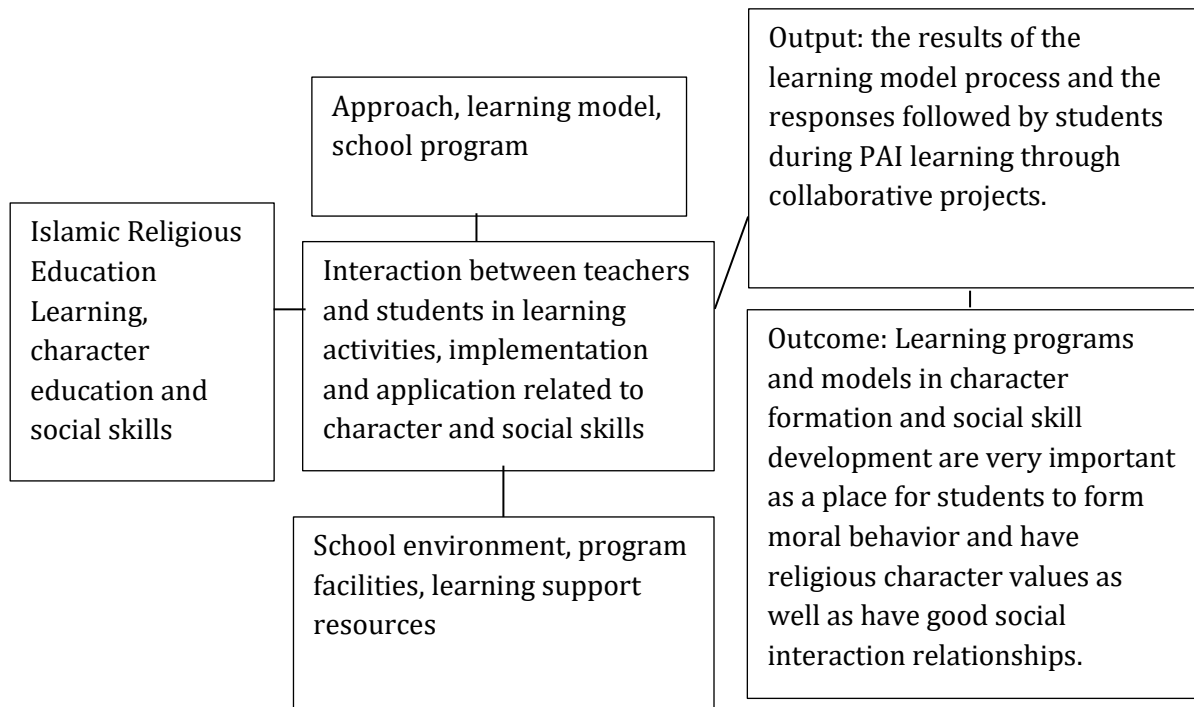 Islamic Religious
Education
Learning,
character
education and
social skills
Approach, learning model,
school program
Interaction between teachers
and students in learning
activities, implementation
and application related to
character and social skills
School environment, program
facilities, learning support
resources
Output: the results of the
learning model process and the
responses followed by students
during PAI learning through
collaborative projects.
Outcome: Learning programs
and models in character
formation and social skill
development are very important
as a place for students to form
moral behavior and have
religious character values as
well as have good social
interaction relationships.